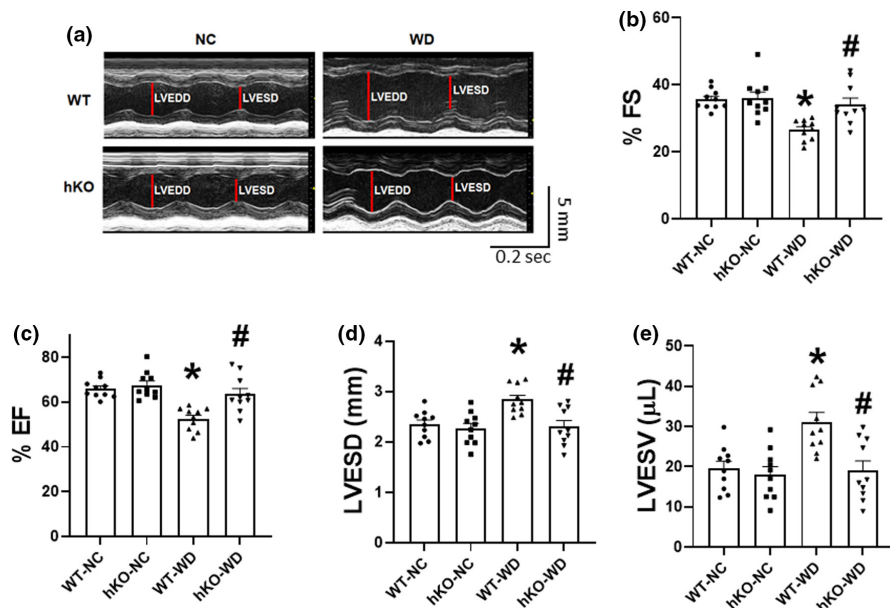 (a)
NC
WD
WT
LVEDD
LVESD
LVEDD
LVESD
hKO
LVEDD
LVESD
LVEDD
LVESD
5 mm
0.2 sec
(b)
% FS
60
40
20
0
*
#
WT-NC
hKO-NC
WT-WD
hKO-WD
(c)
% EF
80
60
40
20
0
*
#
WT-NC
hKO-NC
WT-WD
hKO-WD
(d)
LVESD (mm)
4
3
2
1
0
*
#
WT-NC
hKO-NC
WT-WD
hKO-WD
(e)
LVESV (µL)
50
40
30
20
10
0
*
#
WT-NC
hKO-NC
WT-WD
hKO-WD